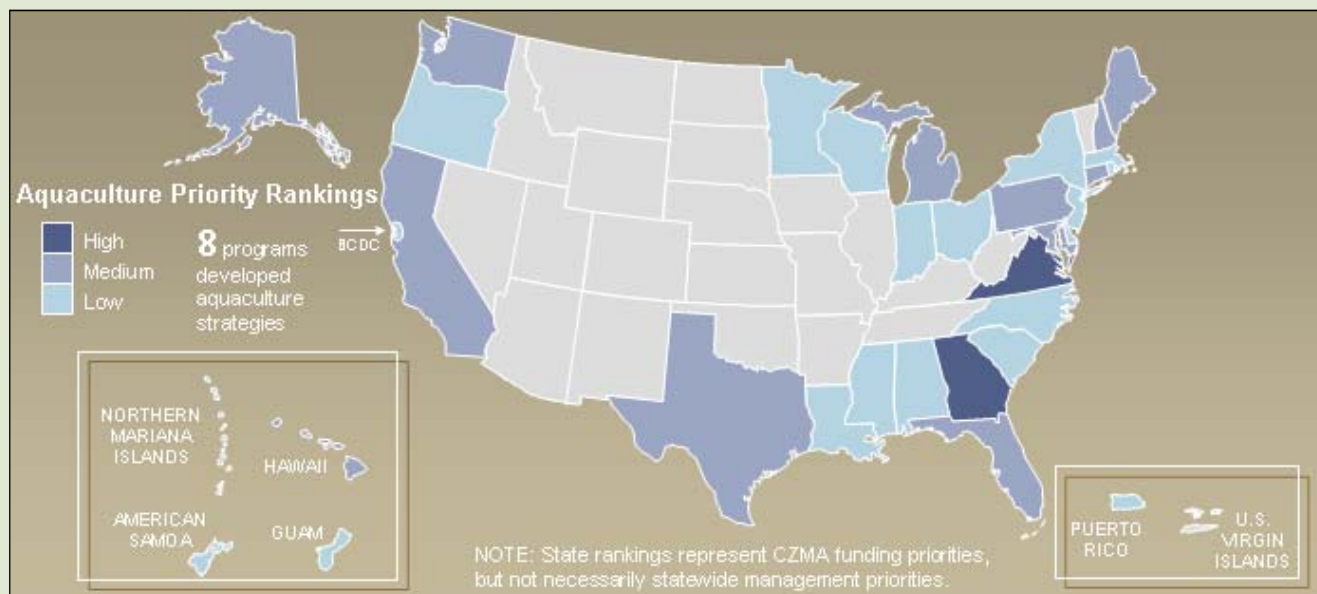 Aquaculture Priority Rankings
High
Medium
Low
8 programs
developed
aquaculture
strategies
BCDC
NORTHERN
MARIANA
ISLANDS
HAWAII
AMERICAN
SAMOA
GUAM
NOTE: State rankings represent CZMA funding priorities,
but not necessarily statewide management priorities.
PUERTO
RICO
U.S.
VIRGIN
ISLANDS